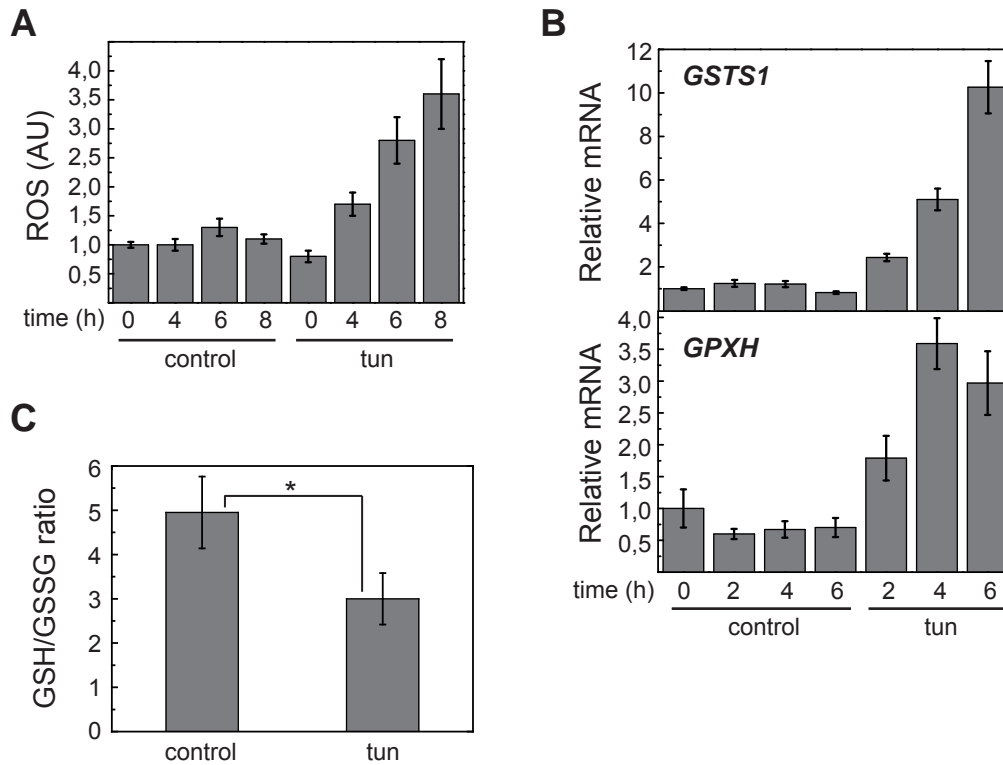 A
ROS (AU)
4,0
3,5
3,0
2,5
2,0
1,5
1,0
0,5
time (h) 0 4 6 8 0 4 6 8
control tun
B
Relative mRNA
12
10
8
6
4
2
GSTS1
Relative mRNA
4,0
3,5
3,0
2,5
2,0
1,5
1,0
0,5
GPXH
time (h) 0 2 4 6 2 4 6
control tun
C
GSH/GSSG ratio
6
5
4
3
2
1
0
*
control tun